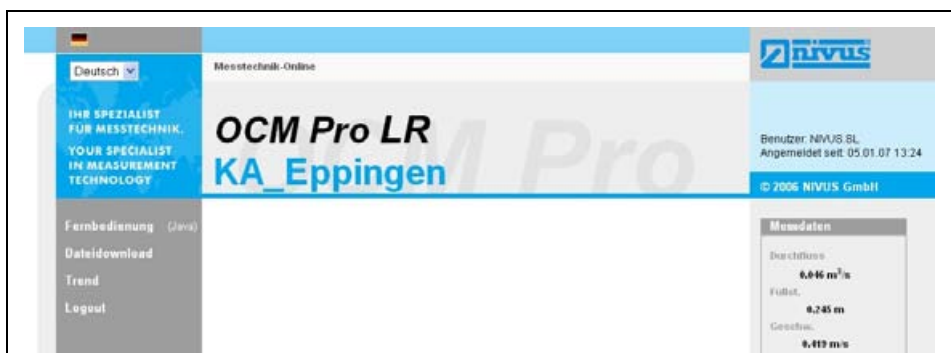 nivus
Deutsch
Messtechnik-Online
IHR SPEZIALIST
FÜR MESSTECHNIK.
YOUR SPECIALIST
IN MEASUREMENT
TECHNOLOGY
OCM Pro
OCM Pro LR
KA_Eppingen
Benutzer: NIVUS.SL
Angemeldet seit: 05.01.07 13:24
© 2006 NIVUS GmbH
Fernbedienung (Java)
Dateidownload
Trend
Logout
Messdaten
Durchfluss
0.046 m³/s
Füllst.
0.245 m
Geschw.
0.419 m/s